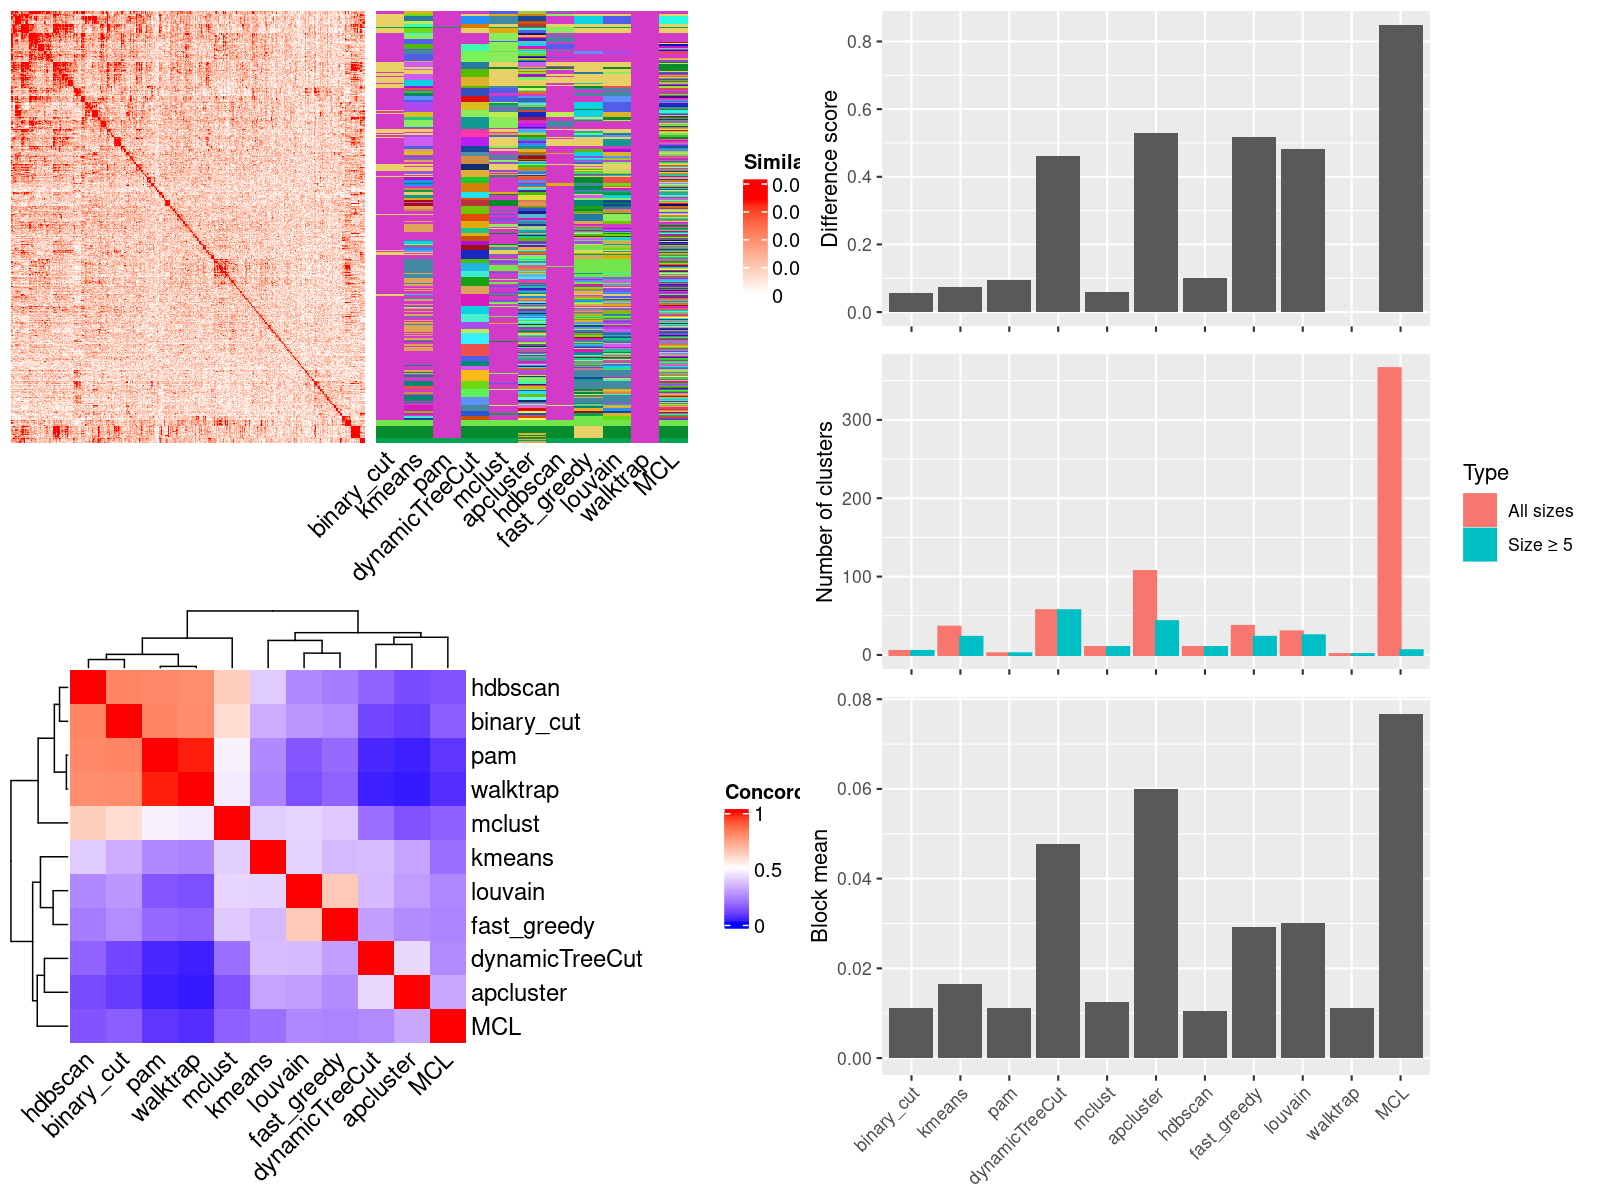 Simila
0.0
0.0
0.0
0.0
0
binary_cut
kmeans
pam
dynamicTreeCut
mclust
apcluster
hdbscan
fast_greedy
louvain
walktrap
MCL
hdbscan
binary_cut
pam
walktrap
mclust
kmeans
louvain
fast_greedy
dynamicTreeCut
apcluster
MCL
hdbscan
binary_cut
pam
walktrap
mclust
kmeans
louvain
fast_greedy
dynamicTreeCut
apcluster
MCL
Concord
1
0.5
0
Difference score
0.8
0.6
0.4
0.2
0.0
Number of clusters
300
200
100
0
Type
All sizes
Size ≥ 5
Block mean
0.08
0.06
0.04
0.02
0.00
binary_cut
kmeans
pam
dynamicTreeCut
mclust
apcluster
hdbscan
fast_greedy
louvain
walktrap
MCL